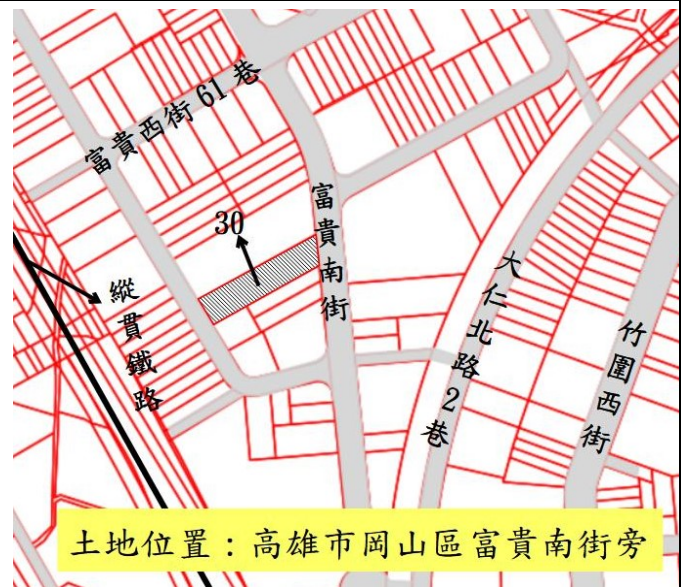 富貴西街61巷
30
富貴南街
縱貫鐵路
大仁北路2巷
竹圍西街
土地位置：高雄市岡山區富貴南街旁